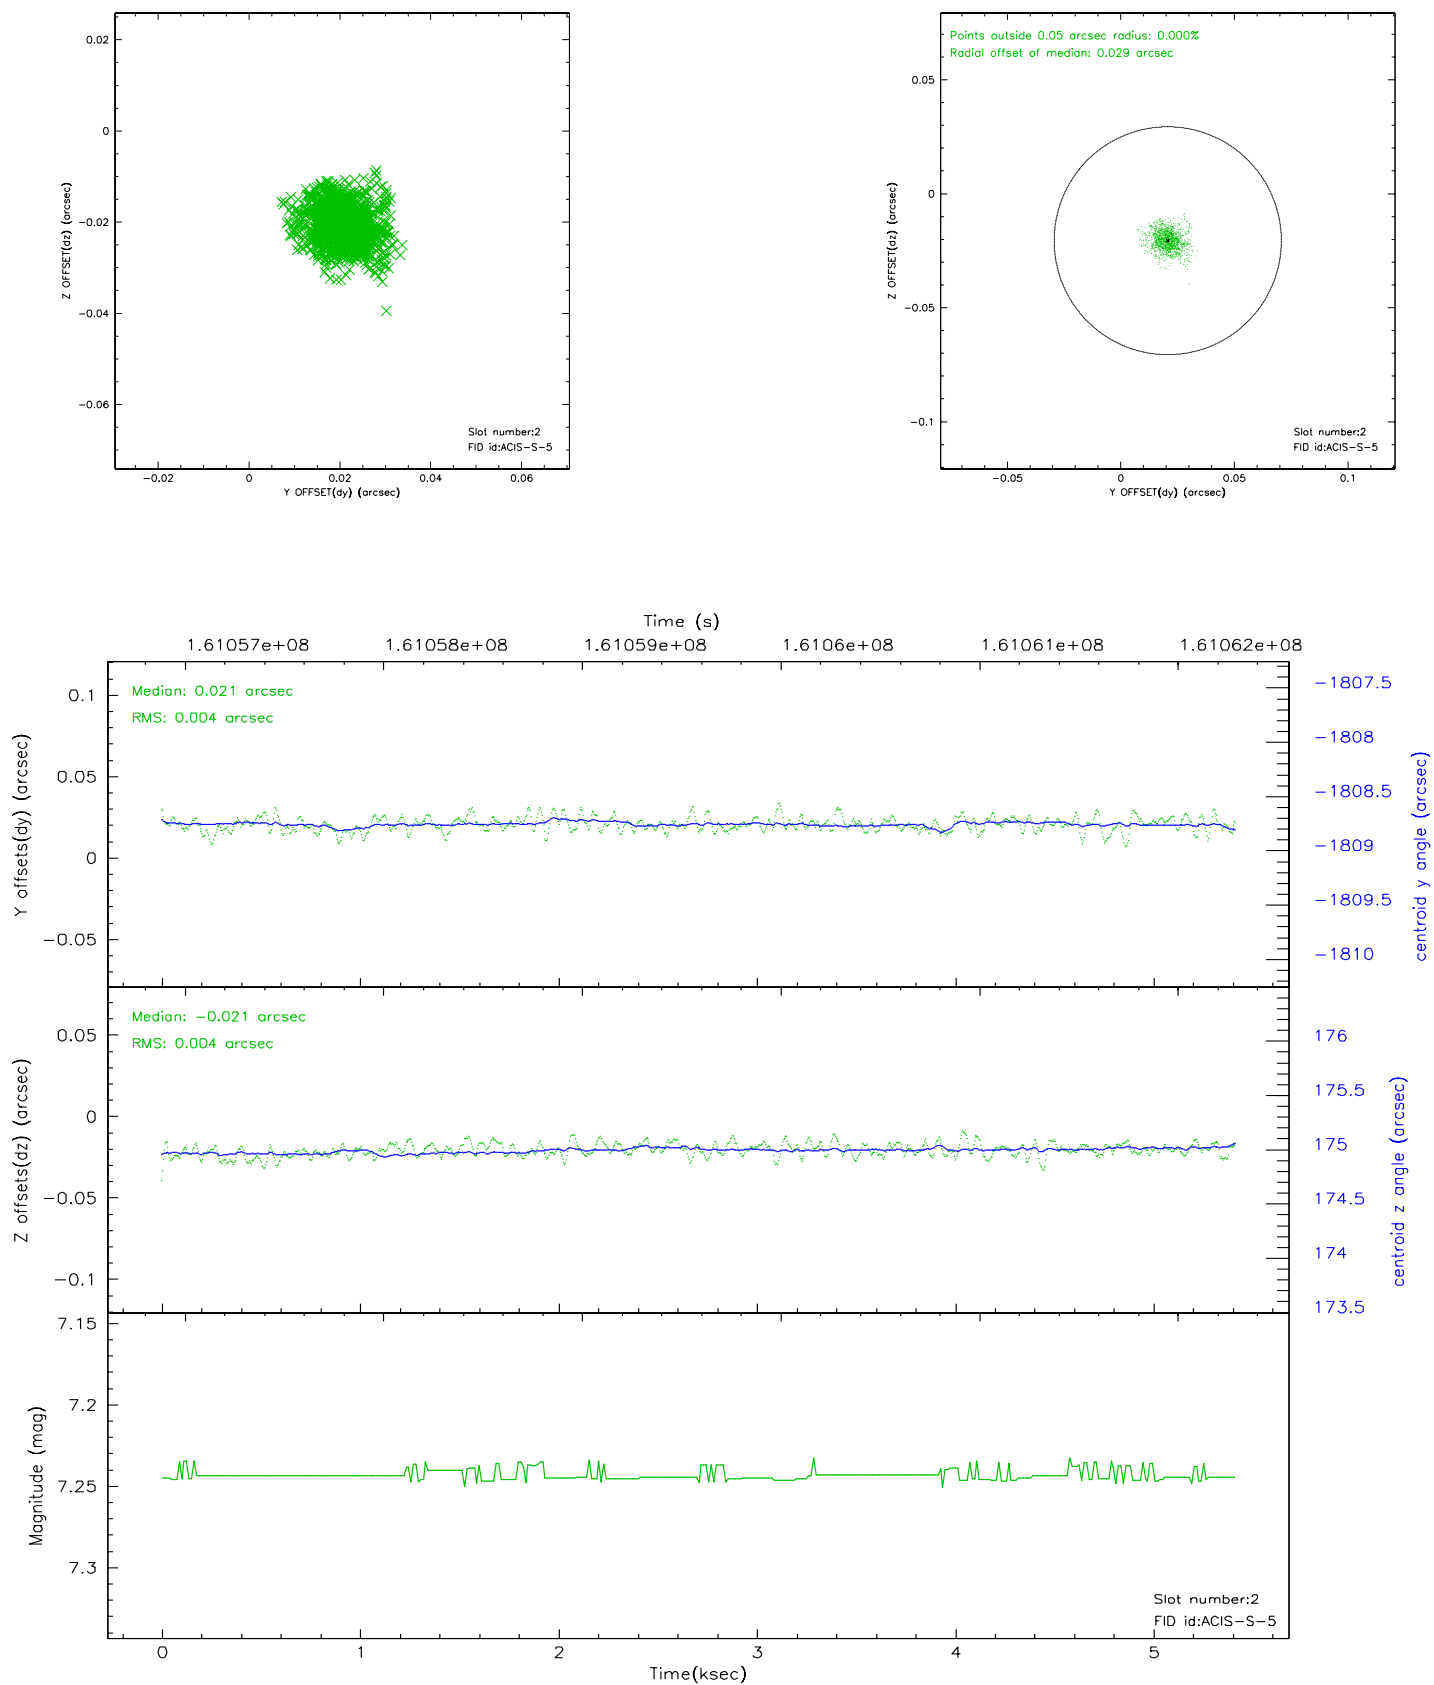 0.02
0
-0.02
-0.04
-0.06
Z OFFSET(dz) (arcsec)
Slot number:2
FID id:ACIS-S-5
-0.02 0 0.02 0.04 0.06
Y OFFSET(dy) (arcsec)
Points outside 0.05 arcsec radius: 0.000%
Radial offset of median: 0.029 arcsec
0.05
0
-0.05
-0.1
Z OFFSET(dz) (arcsec)
Slot number:2
FID id:ACIS-S-5
-0.05 0 0.05 0.1
Y OFFSET(dy) (arcsec)
Time (s)
1.61057e+08 1.61058e+08 1.61059e+08 1.6106e+08 1.61061e+08 1.61062e+08
Median: 0.021 arcsec
RMS: 0.004 arcsec
0.1
0.05
0
-0.05
Y offsets(dy) (arcsec)
-1807.5
-1808
-1808.5
-1809
-1809.5
-1810
centroid y angle (arcsec)
Median: -0.021 arcsec
RMS: 0.004 arcsec
0.05
0
-0.05
-0.1
Z offsets(dz) (arcsec)
176
175.5
175
174.5
174
173.5
centroid z angle (arcsec)
7.15
7.2
7.25
7.3
Magnitude (mag)
Slot number:2
FID id:ACIS-S-5
0 1 2 3 4 5
Time(ksec)